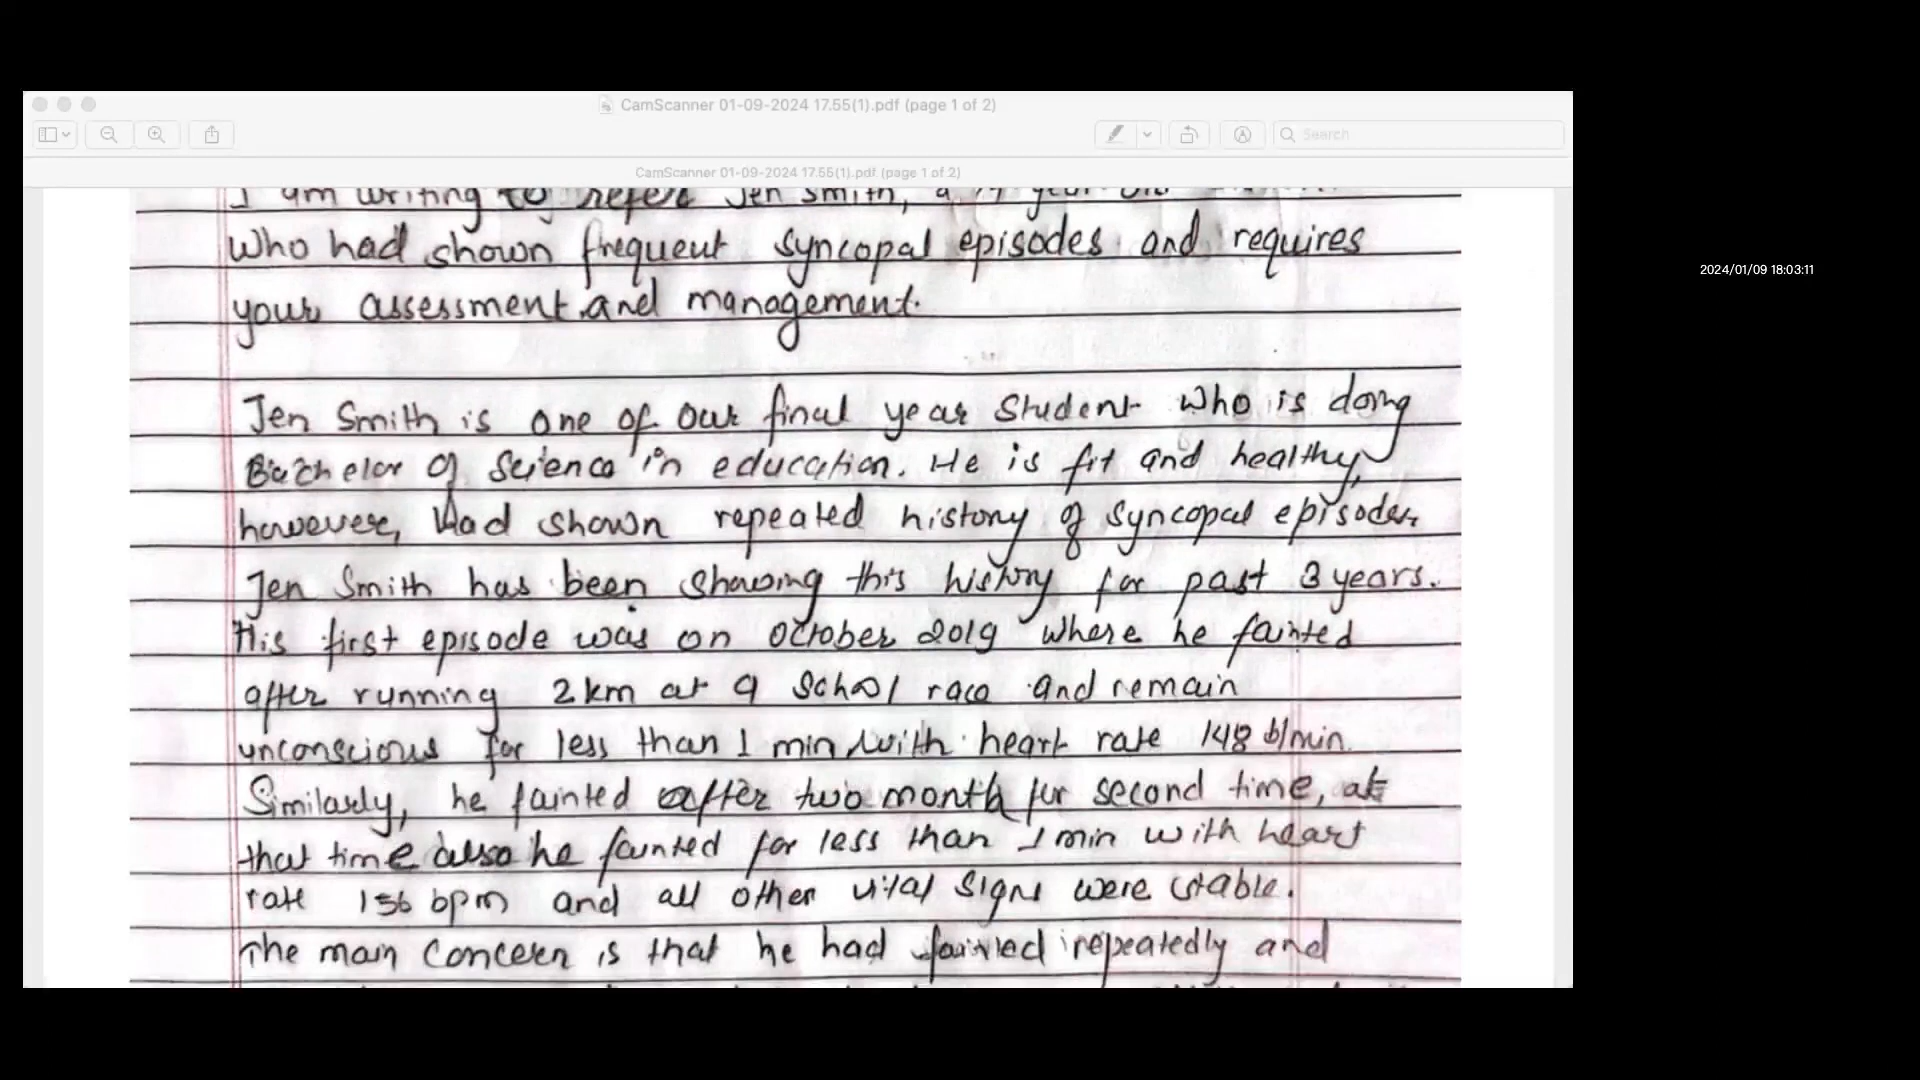 CamScanner 01-09-2024 17.55(1).pdf (page 1 of 2)
Search
CamScanner 01-09-2024 17.55(1).pdf (page 1 of 2)
2024/01/09 18:03:11
I am writing to refer Jen Smith, a year old
Who had shown frequent syncopal episodes and requires
your assessment and management.
Jen Smith is one of our final year Student who is doing
Bachelor of Science in education. He is fit and healthy,
however, had shown repeated history of syncopal episodes.
Jen Smith has been showing this history for past 3 years.
His first episode was on October 2019 where he fainted
after running 2km at a School race and remain
unconscious for less than 1 min with heart rate 148 b/min.
Similarly, he fainted after two month for second time, at
that time also he fainted for less than 1 min with heart
rate 156 bpm and all other vital signs were stable.
The main concern is that he had fainted repeatedly and